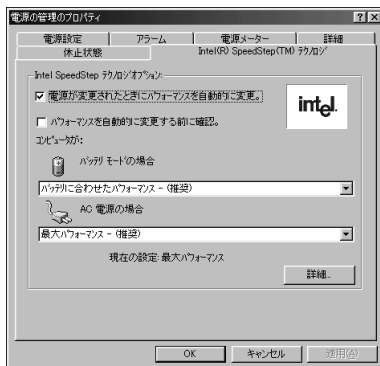 電源の管理のプロパティ
電源設定 アラーム 電源メーター 詳細
休止状態 Intel(R) SpeedStep(TM) テクノロジ
Intel SpeedStep テクノロジ オプション:
電源が変更されたときにパフォーマンスを自動的に変更。
intel.
パフォーマンスを自動的に変更する前に確認。
コンピュータが:
バッテリ モードの場合
バッテリに合わせたパフォーマンス - (推奨)
AC 電源の場合
最大パフォーマンス - (推奨)
現在の設定: 最大パフォーマンス
詳細...
OK キャンセル 適用(A)